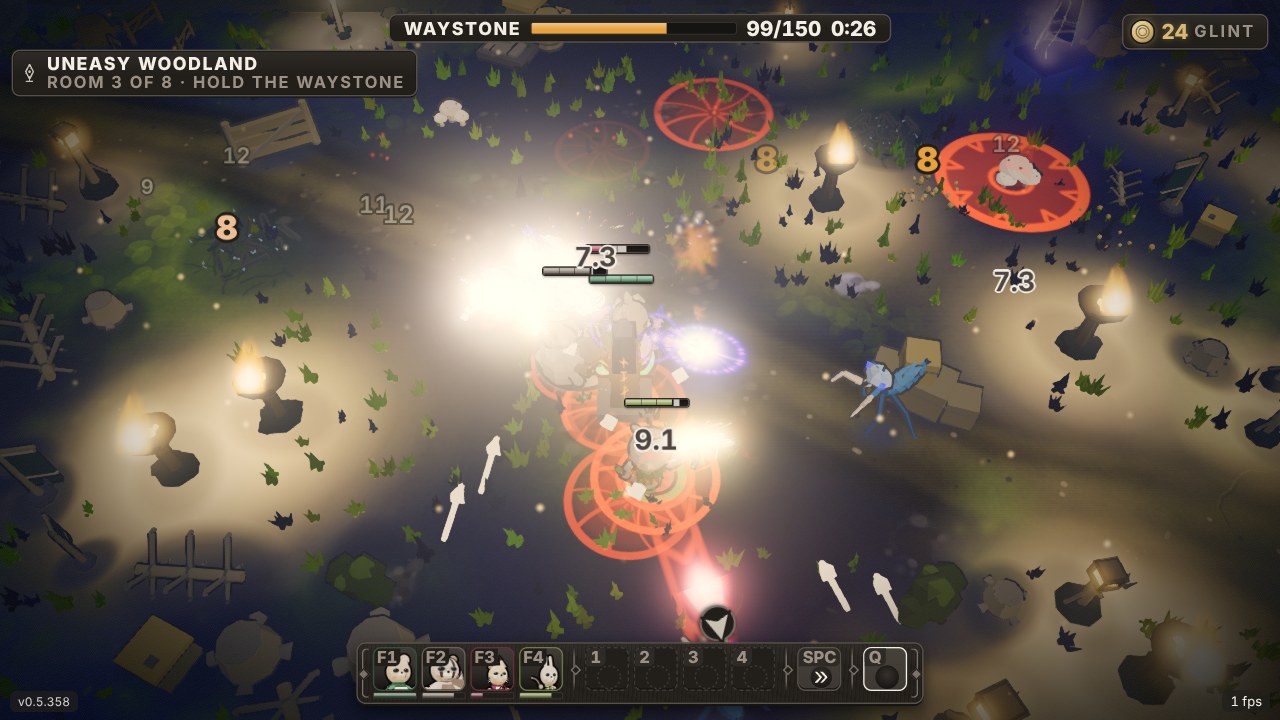 WAYSTONE 99/150 0:26
24 GLINT
UNEASY WOODLAND
ROOM 3 OF 8 · HOLD THE WAYSTONE
12
8
8
12
9
11
12
8
7.3
7.3
9.1
F1 F2 F3 F4 1 2 3 4 SPC Q
v0.5.358
1 fps